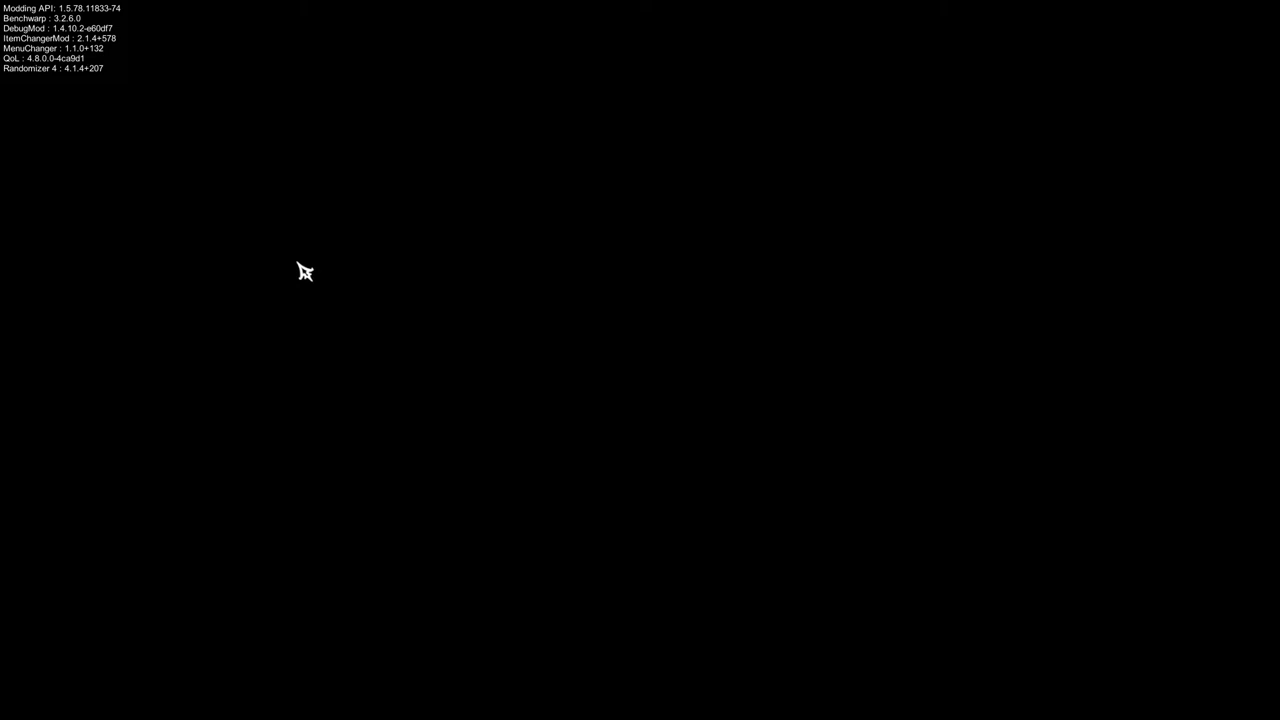 Modding API: 1.5.78.11833-74
Benchwarp : 3.2.6.0
DebugMod : 1.4.10.2-e60df7
ItemChangerMod : 2.1.4+578
MenuChanger : 1.1.0+132
QoL : 4.8.0.0-4ca9d1
Randomizer 4 : 4.1.4+207